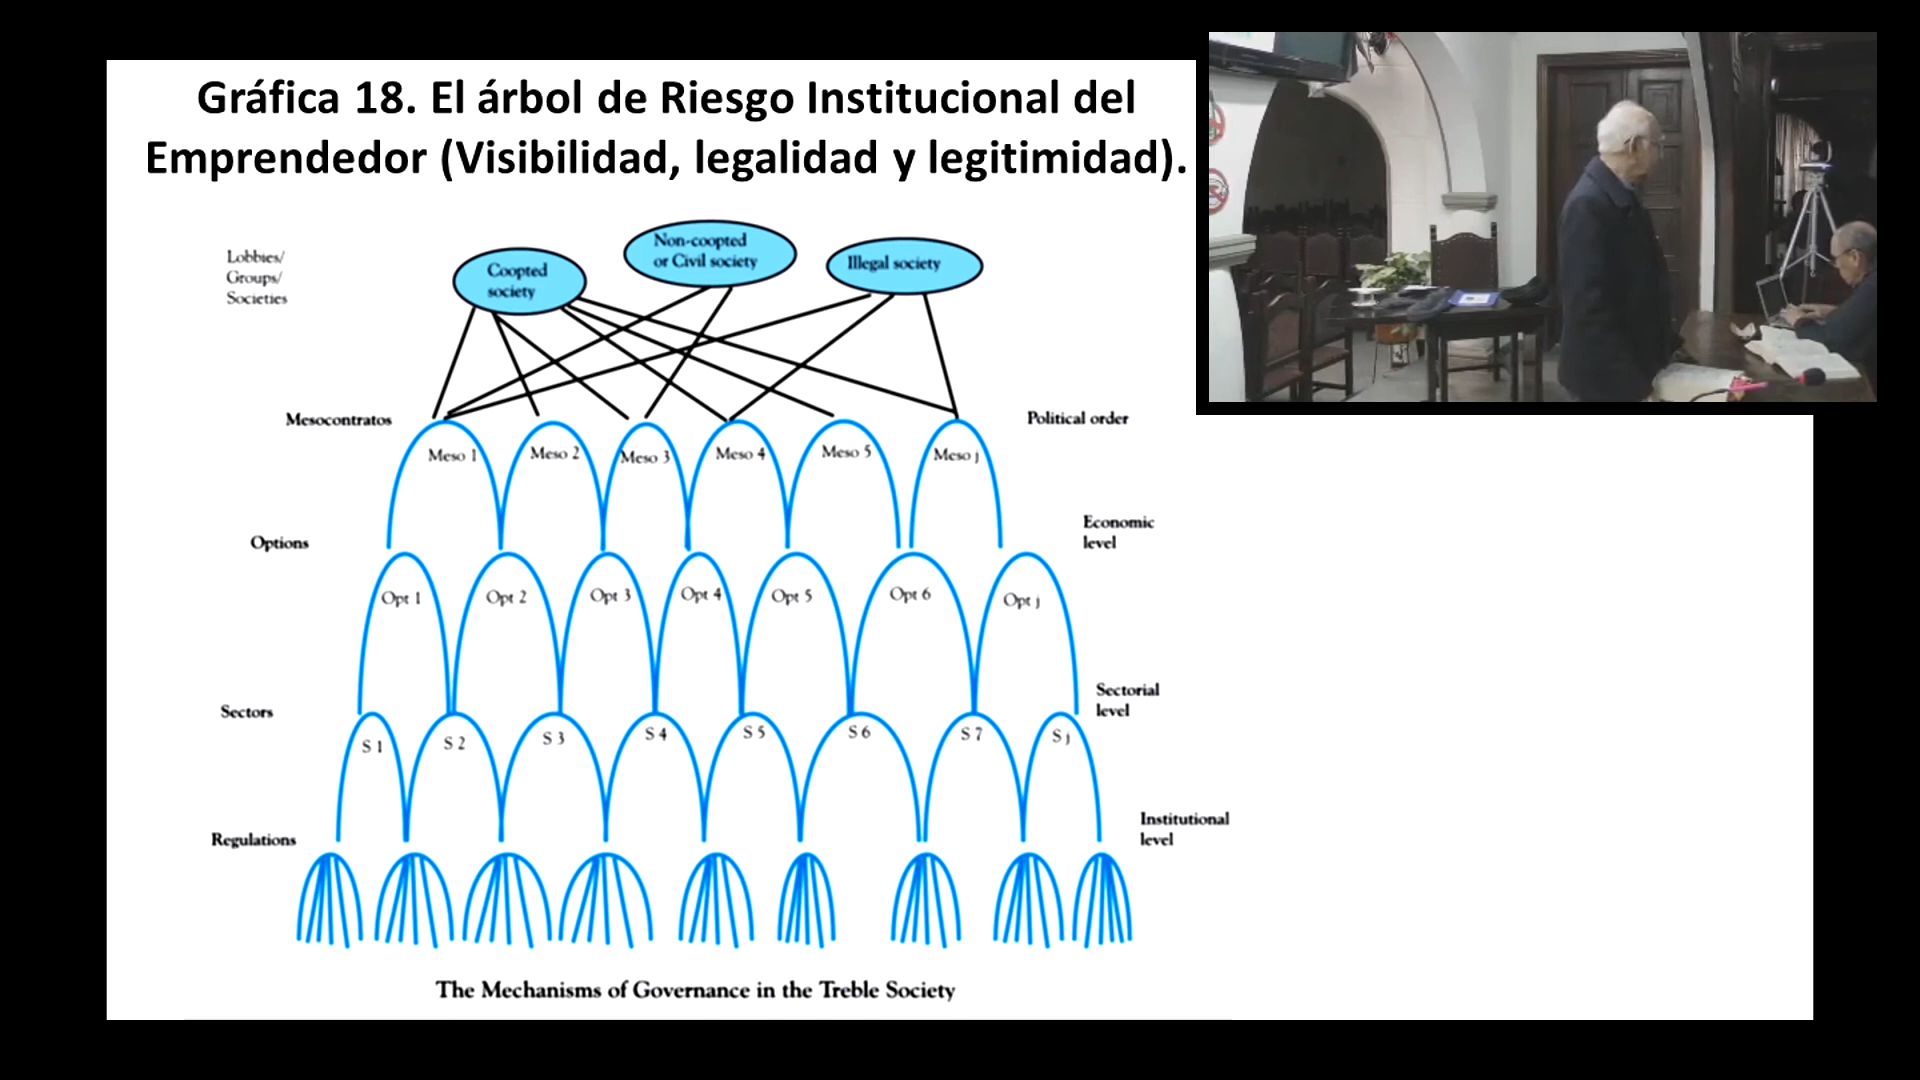 Gráfica 18. El árbol de Riesgo Institucional del
Emprendedor (Visibilidad, legalidad y legitimidad).
Lobbies/
Groups/
Societies
Coopted
society
Non-coopted
or Civil society
Illegal society
Mesocontratos
Political order
Meso 1
Meso 2
Meso 3
Meso 4
Meso 5
Meso j
Options
Economic
level
Opt 1
Opt 2
Opt 3
Opt 4
Opt 5
Opt 6
Opt j
Sectors
Sectorial
level
S 1
S 2
S 3
S 4
S 5
S 6
S 7
S j
Regulations
Institutional
level
The Mechanisms of Governance in the Treble Society